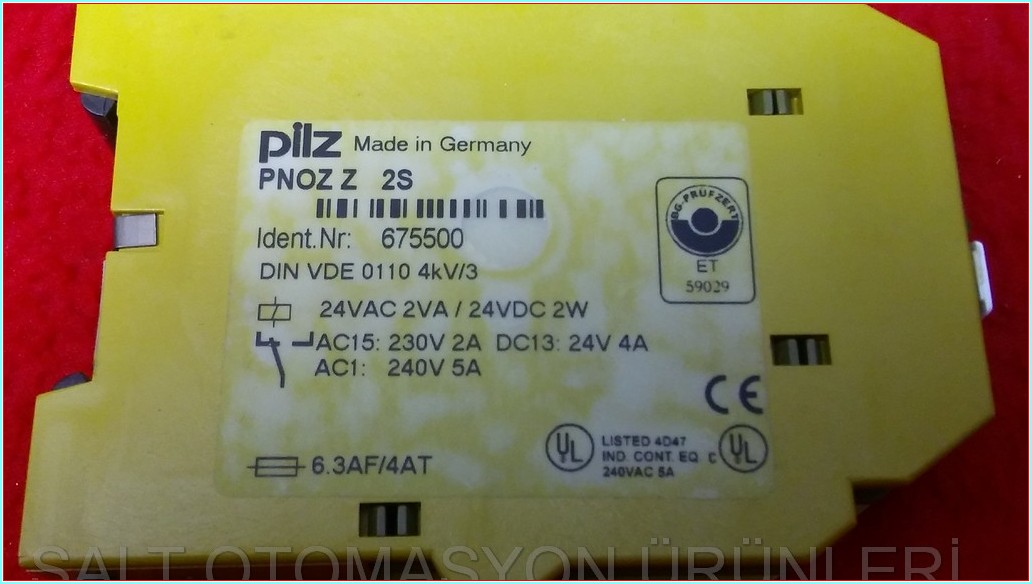 pilz Made in Germany
PNOZ Z 2S
Ident.Nr: 675500
DIN VDE 0110 4kV/3
24VAC 2VA / 24VDC 2W
AC15: 230V 2A DC13: 24V 4A
AC1: 240V 5A
6.3AF/4AT
BG-PRÜFZERT
ET
59029
CE
UL
LISTED 4D47
IND. CONT. EQ.
240VAC 5A
c UL
SALT OTOMASYON ÜRÜNLERİ